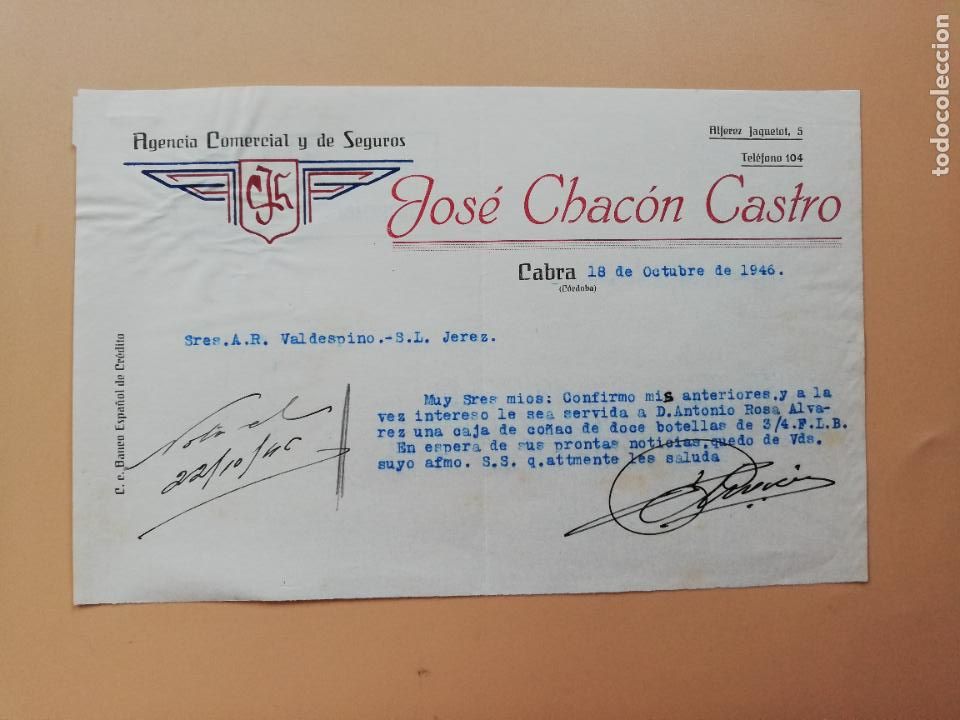 Agencia Comercial y de Seguros
Alferez Jaquetot, 5
Teléfono 104
José Chacón Castro
Cabra 18 de Octubre de 1946.
(Córdoba)
Sres.A.R. Valdespino.-S.L. Jerez.
C. c. Banco Español de Crédito
Muy Sres mios: Confirmo mis anteriores,y a la
vez intereso le sea servida a D.Antonio Rosa Alva-
rez una caja de coñac de doce botellas de 3/4.F.L.B.
En espera de sus prontas noticias,quedo de Vds.
suyo afmo. S.S. q.attmente les saluda
22/10/46
todocoleccion